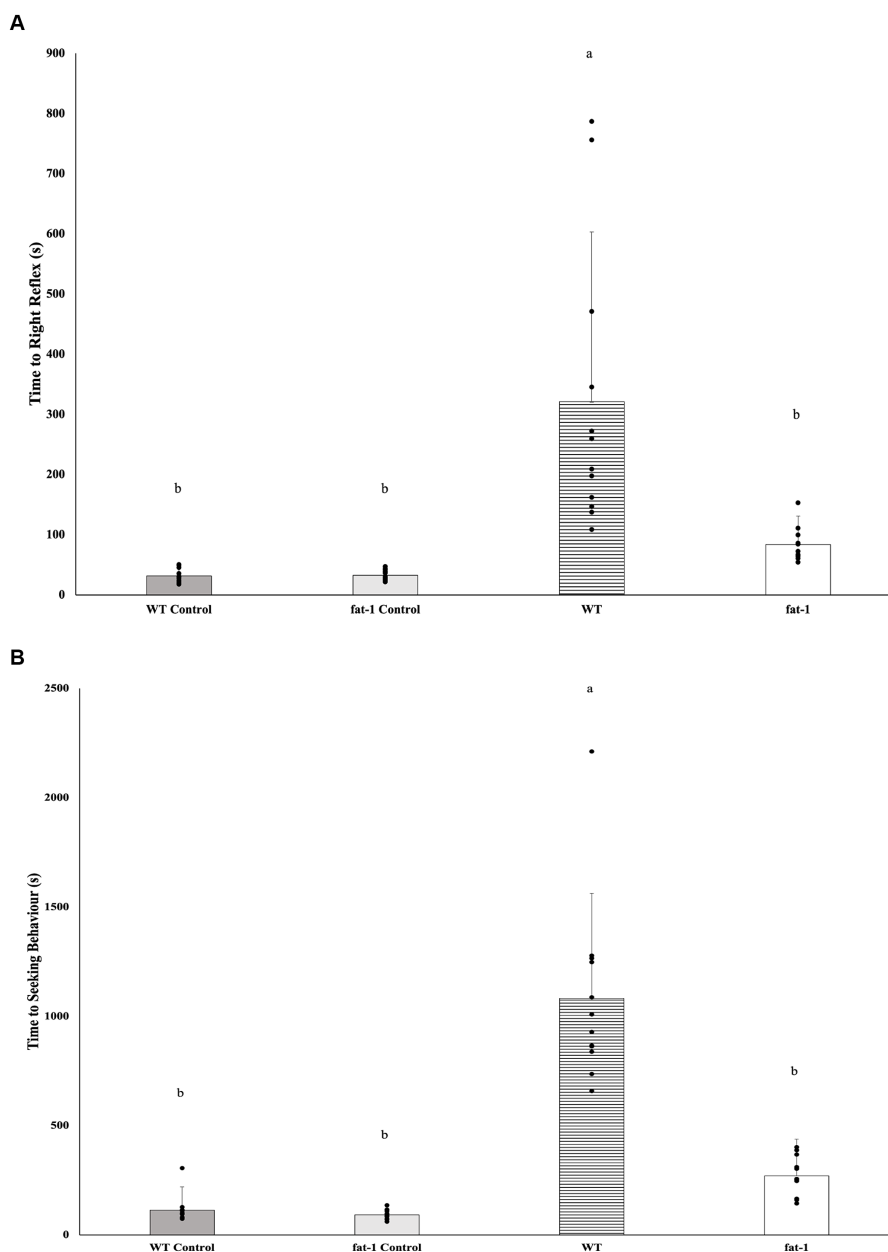 A
900
a
800
700
600
500
400
300
b
200
b
b
100
0
Time to Right Reflex (s)
WT Control
fat-1 Control
WT
fat-1
B
2500
a
2000
1500
1000
b
b
b
500
0
Time to Seeking Behaviour (s)
WT Control
fat-1 Control
WT
fat-1